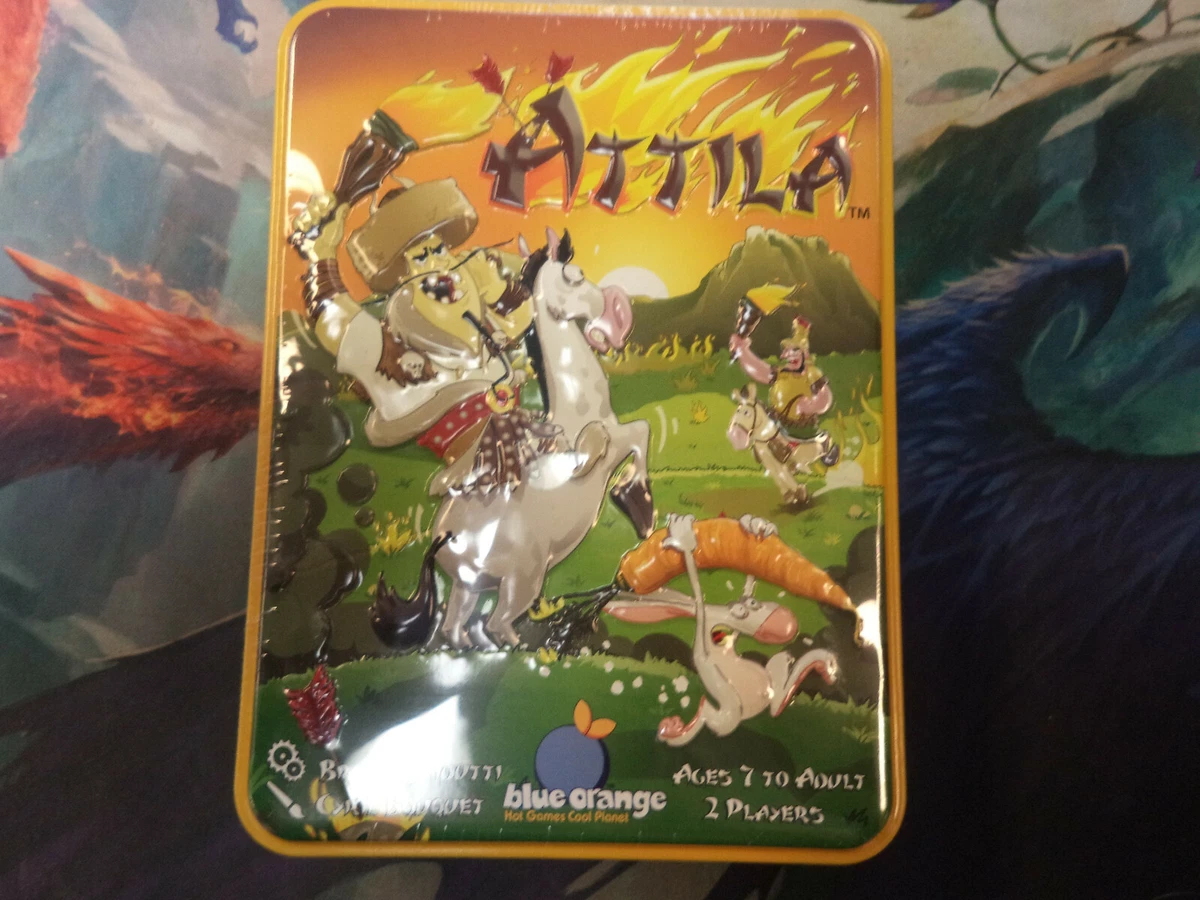 ATTILA™
AGES 7 TO ADULT
blue orange
2 PLAYERS
Hot Games Cool Planet